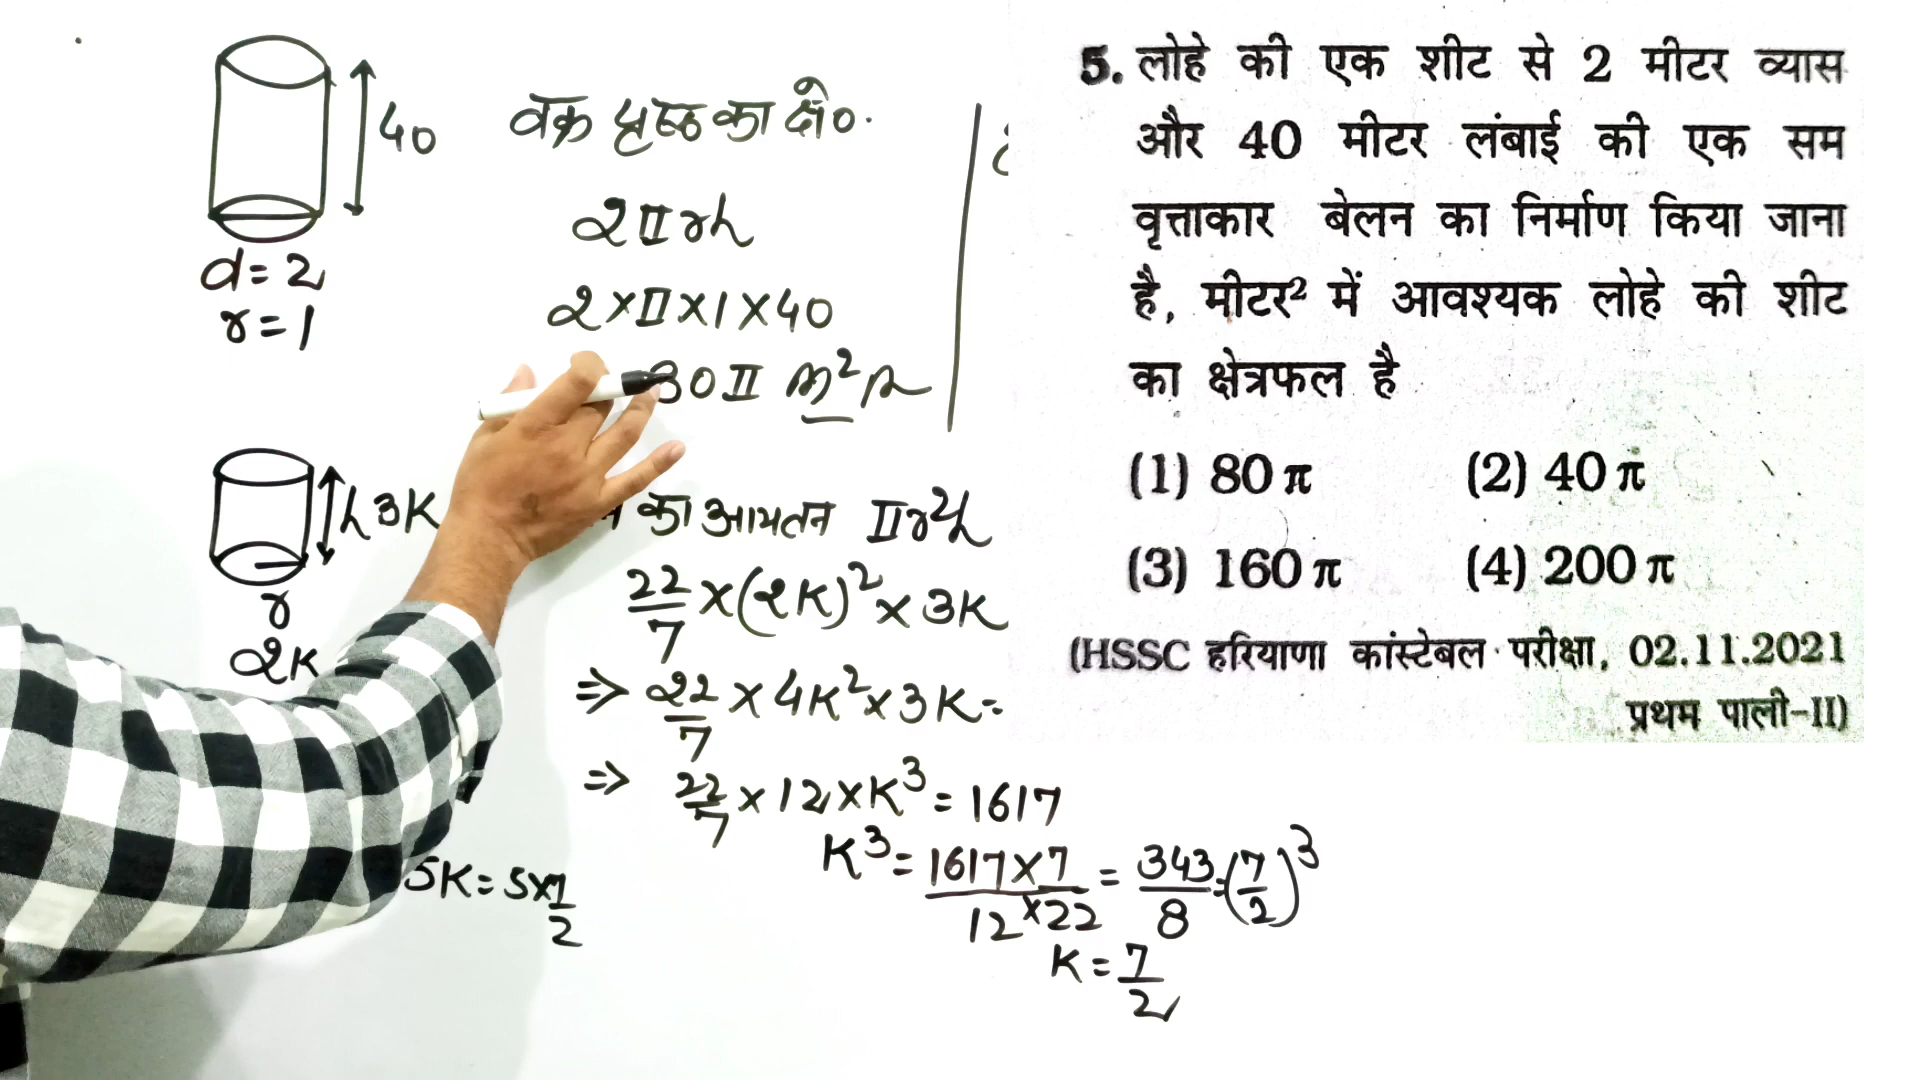 40
d=2
r=1
वक्र पृष्ठ का क्षे०.
2πrh
2×π×1×40
80π m²
h 3K
r
2K
का आयतन πr²h
22/7×(2K)²×3K
⇒ 22/7×4K²×3K=
⇒ 22/7×12×K³=1617
K³=1617×7/12×22=343/8=(7/2)³
K=7/2
5K=5×7/2
5. लोहे की एक शीट से 2 मीटर व्यास
और 40 मीटर लंबाई की एक सम
वृत्ताकार बेलन का निर्माण किया जाना
है, मीटर² में आवश्यक लोहे की शीट
का क्षेत्रफल है
(1) 80π (2) 40π
(3) 160π (4) 200π
(HSSC हरियाणा कांस्टेबल परीक्षा, 02.11.2021
प्रथम पाली-II)